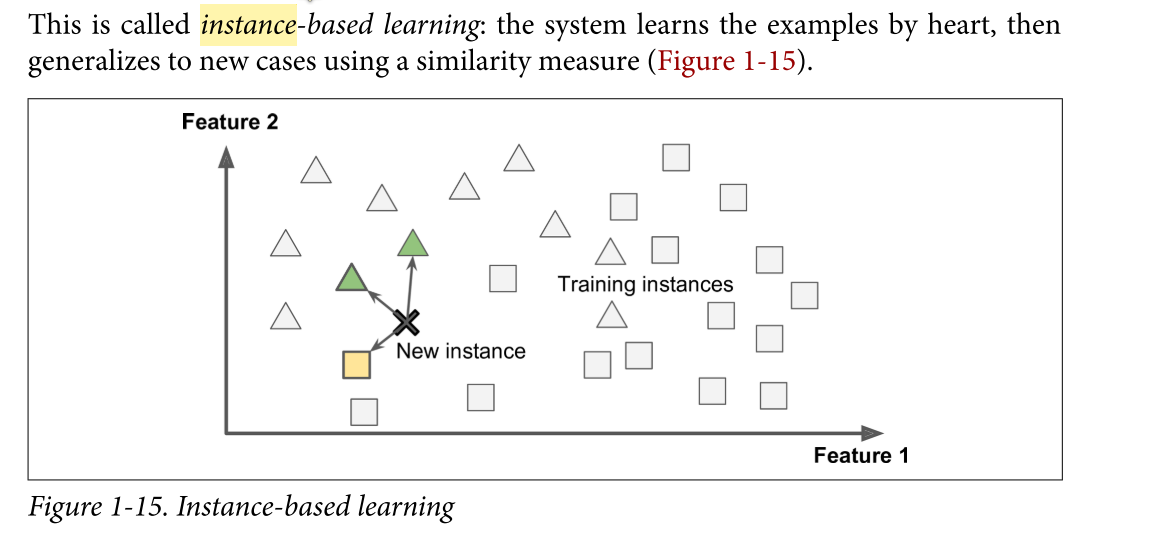 This is called instance-based learning: the system learns the examples by heart, then
generalizes to new cases using a similarity measure (Figure 1-15).
Feature 2
Training instances
New instance
Feature 1
Figure 1-15. Instance-based learning